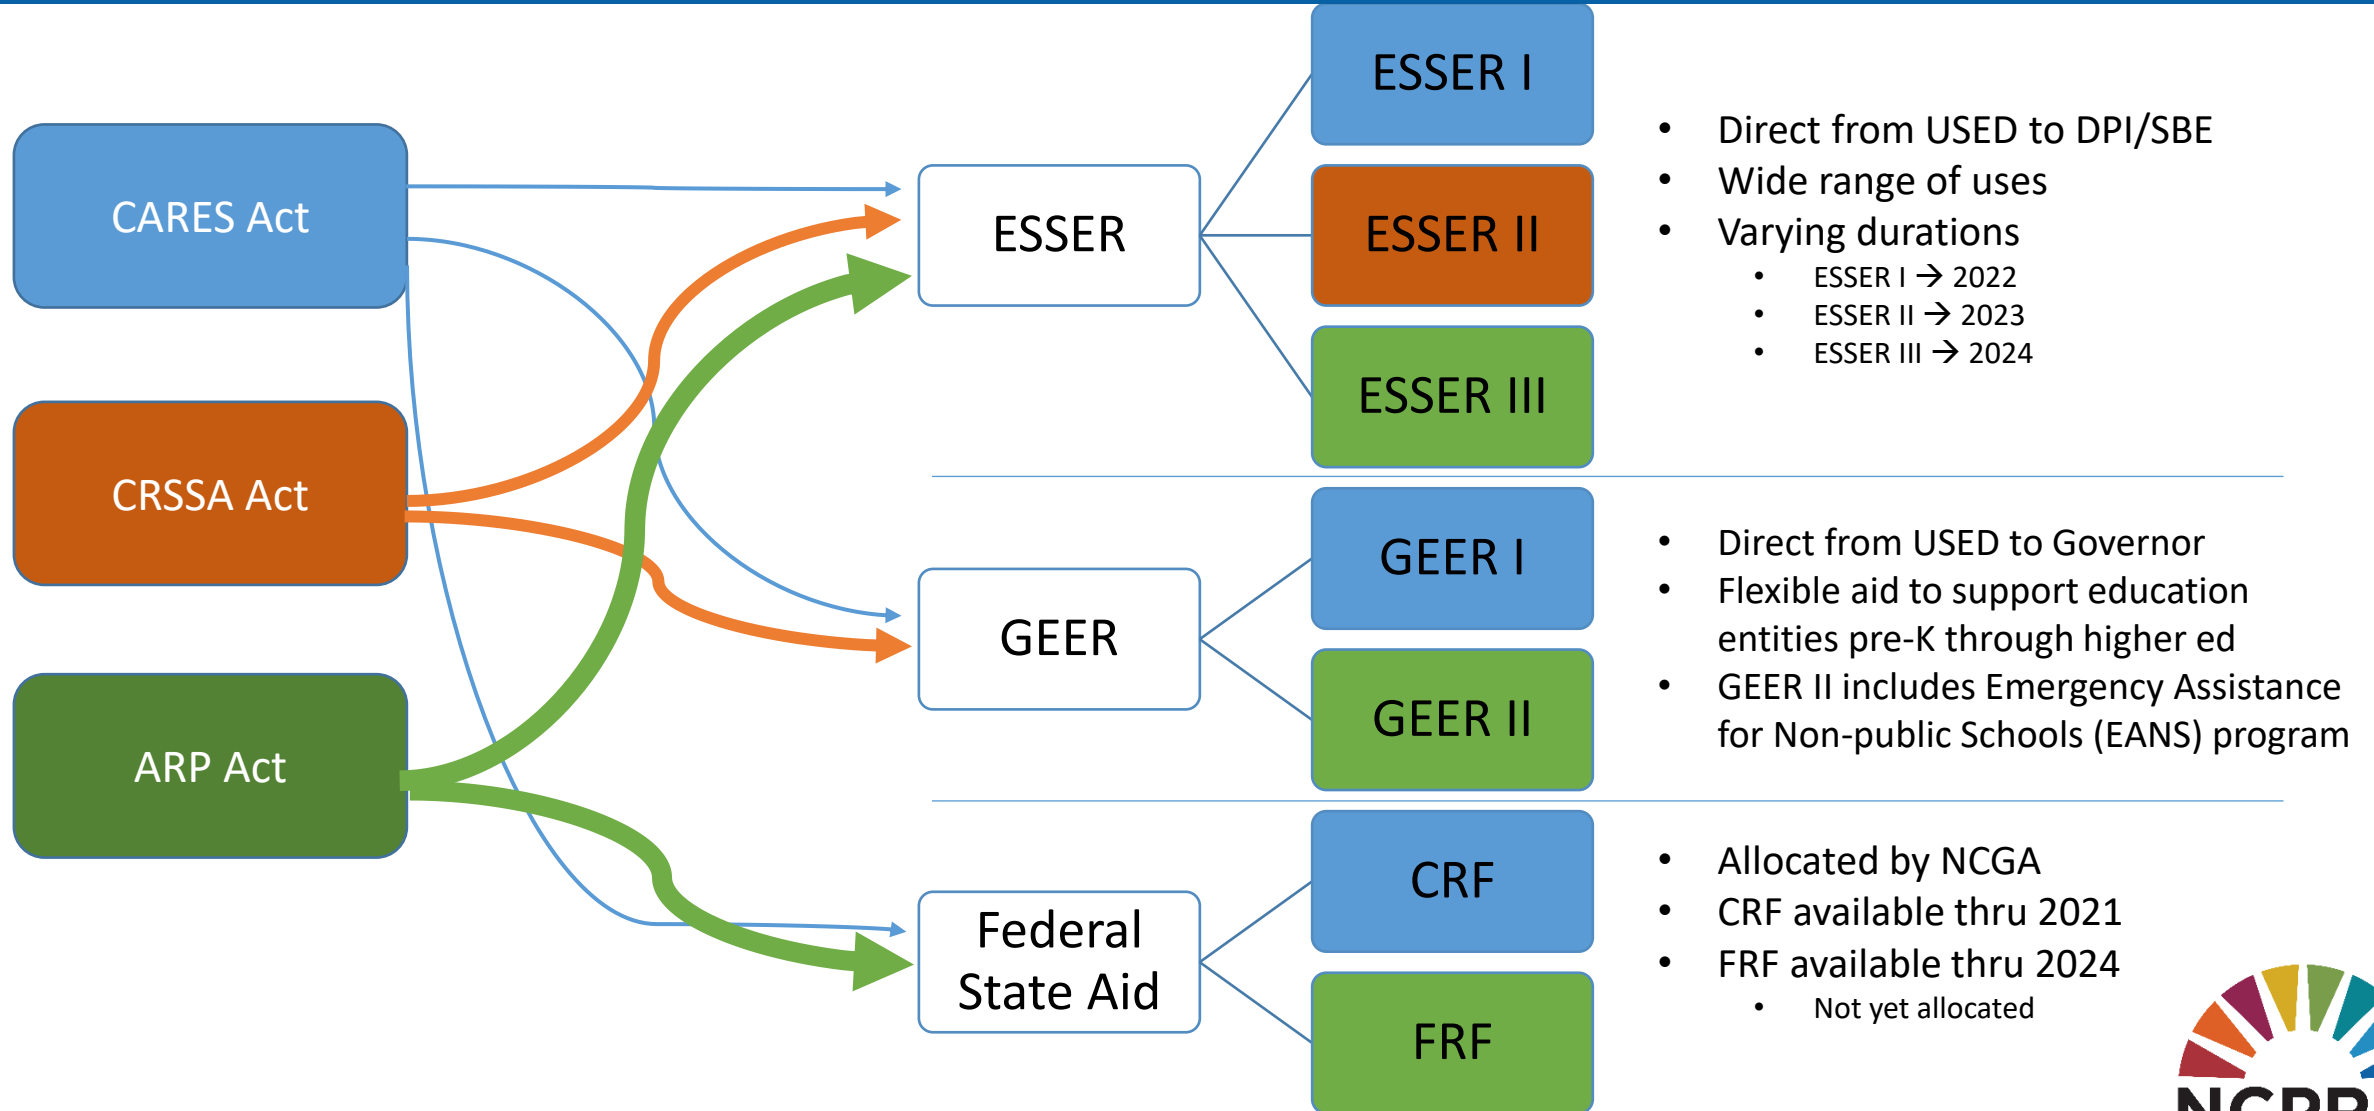 CARES Act
CRSSA Act
ARP Act
ESSER
ESSER I
ESSER II
ESSER III
• Direct from USED to DPI/SBE
• Wide range of uses
• Varying durations
• ESSER I → 2022
• ESSER II → 2023
• ESSER III → 2024
GEER
GEER I
GEER II
• Direct from USED to Governor
• Flexible aid to support education
entities pre-K through higher ed
• GEER II includes Emergency Assistance
for Non-public Schools (EANS) program
Federal
State Aid
CRF
FRF
• Allocated by NCGA
• CRF available thru 2021
• FRF available thru 2024
• Not yet allocated